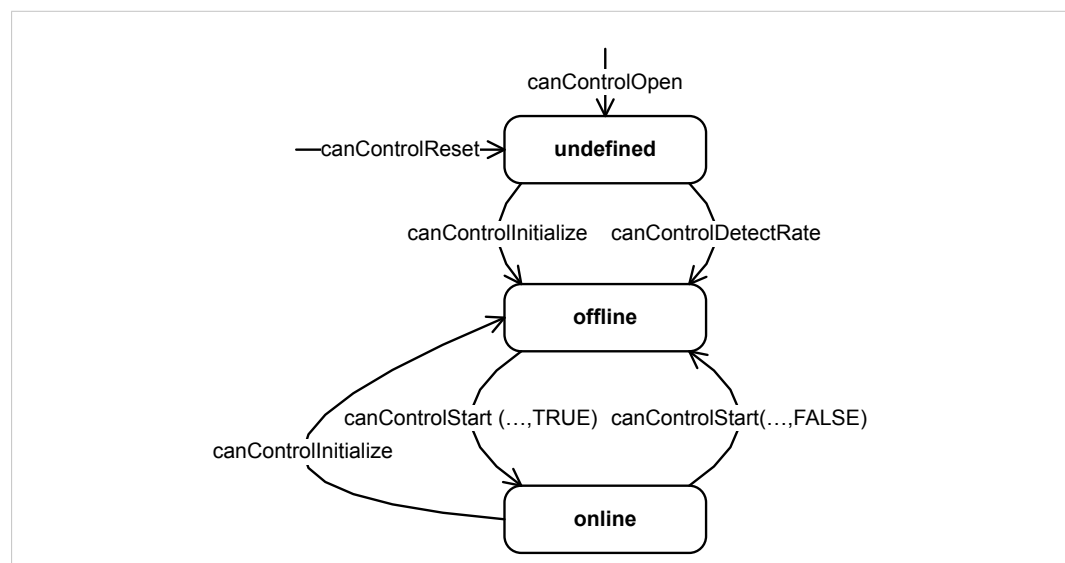 canControlOpen
canControlReset
undefined
canControlInitialize
canControlDetectRate
offline
canControlStart (…,TRUE)
canControlStart(…,FALSE)
canControlInitialize
online